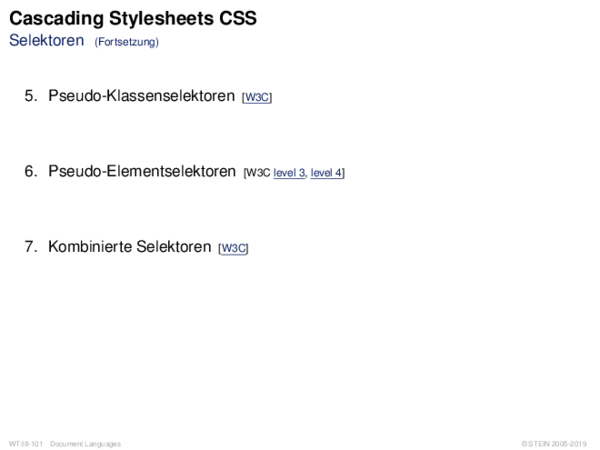 Cascading Stylesheets CSS
Selektoren (Fortsetzung)
5. Pseudo-Klassenselektoren [W3C]
6. Pseudo-Elementselektoren [W3C level 3, level 4]
7. Kombinierte Selektoren [W3C]
WT:III-101 Document Languages © STEIN 2005-2019